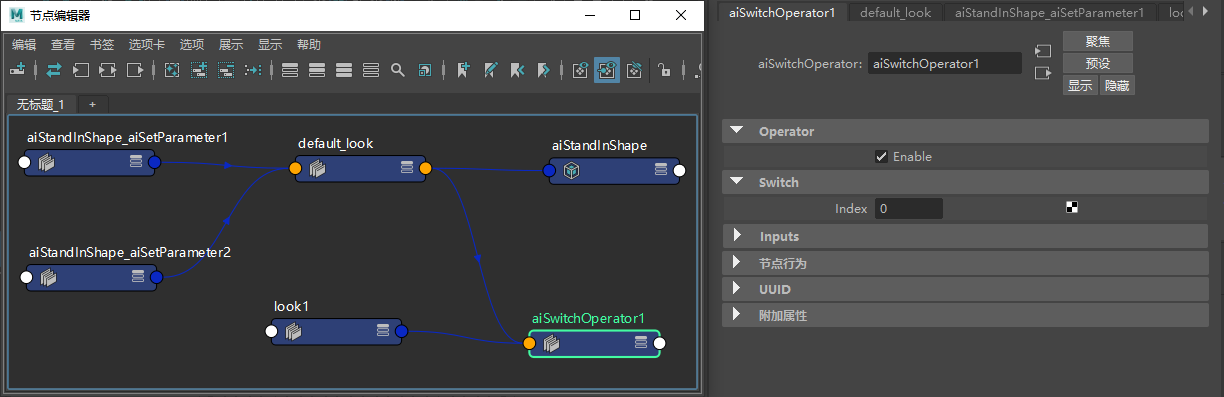 节点编辑器
编辑 查看 书签 选项卡 选项 展示 显示 帮助
无标题_1 +
aiStandInShape_aiSetParameter1
default_look
aiStandInShape
aiStandInShape_aiSetParameter2
look1
aiSwitchOperator1
aiSwitchOperator1 default_look aiStandInShape_aiSetParameter1
aiSwitchOperator: aiSwitchOperator1
聚焦
预设
显示 隐藏
Operator
Enable
Switch
Index 0
Inputs
节点行为
UUID
附加属性